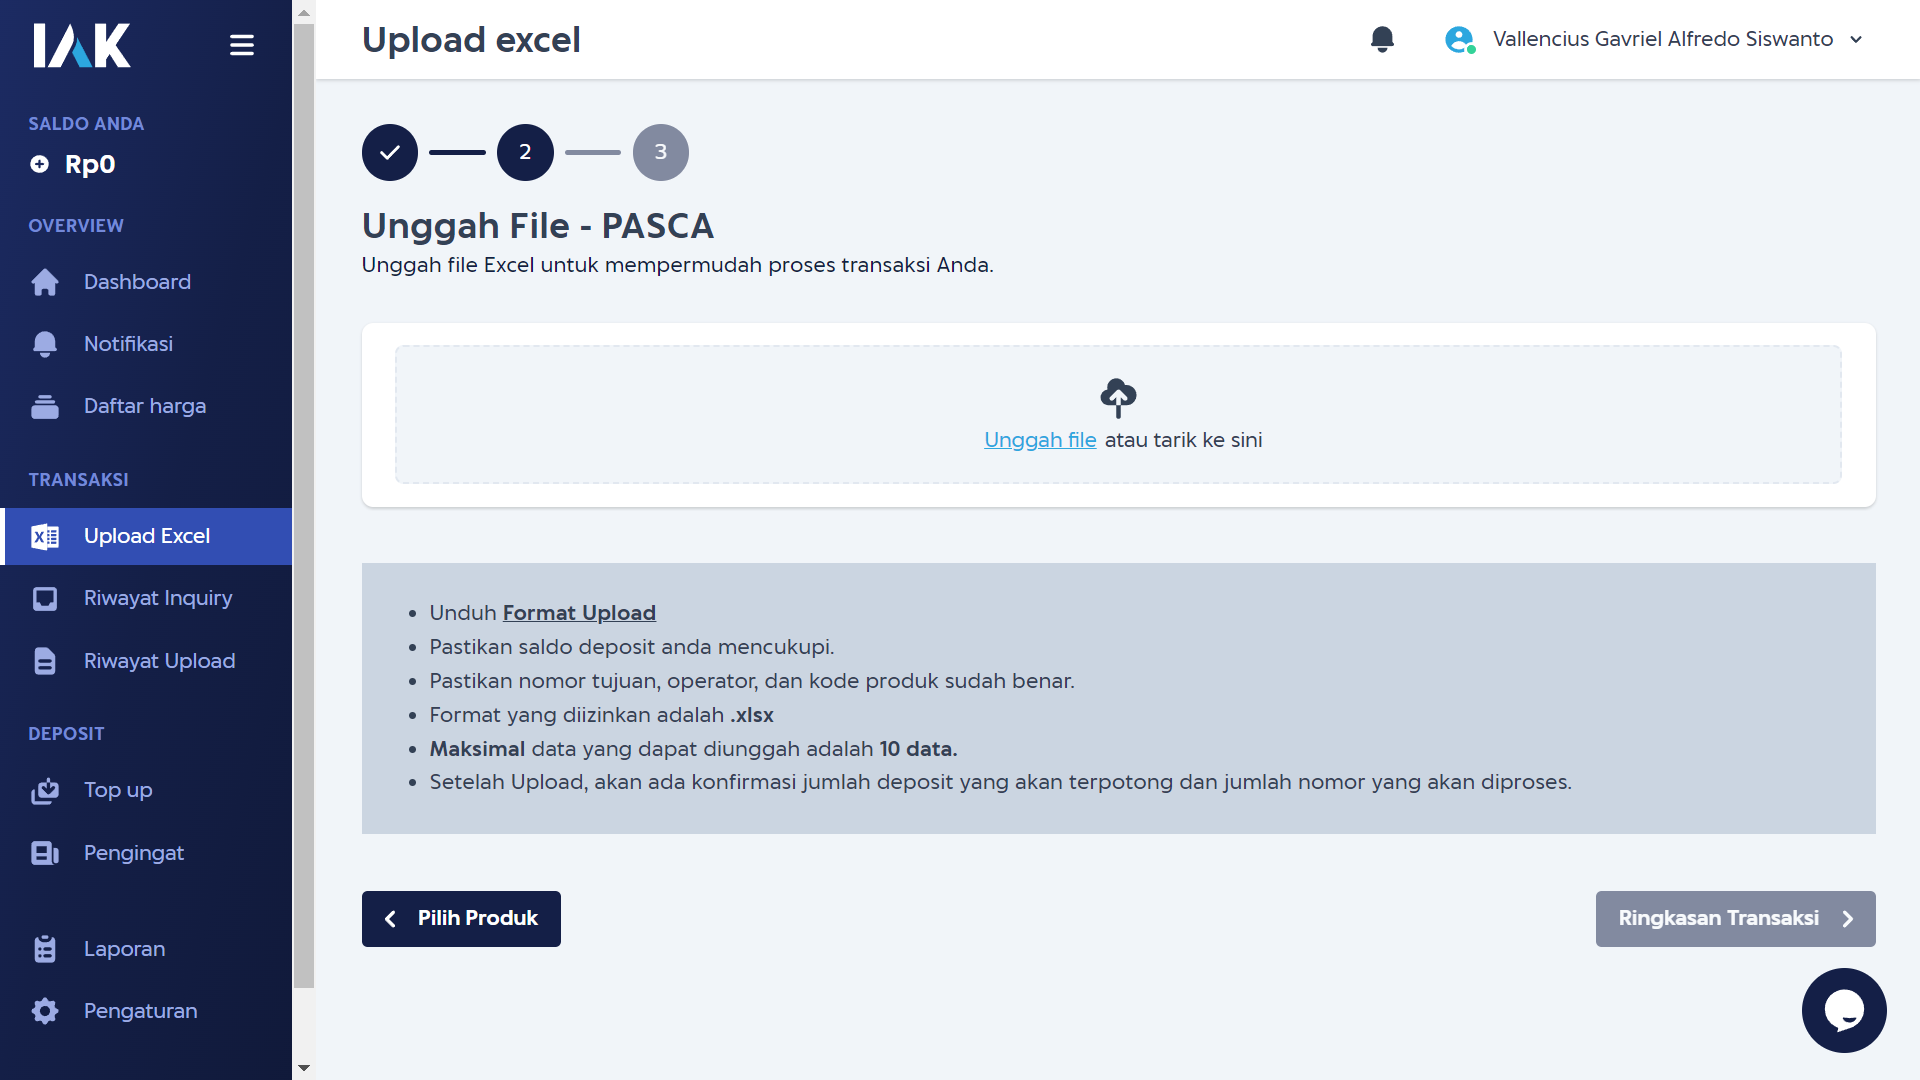 IAK
SALDO ANDA
Rp0
OVERVIEW
Dashboard
Notifikasi
Daftar harga
TRANSAKSI
Upload Excel
Riwayat Inquiry
Riwayat Upload
DEPOSIT
Top up
Pengingat
Laporan
Pengaturan
Upload excel
Vallencius Gavriel Alfredo Siswanto
2
3
Unggah File - PASCA
Unggah file Excel untuk mempermudah proses transaksi Anda.
Unggah file atau tarik ke sini
• Unduh Format Upload
• Pastikan saldo deposit anda mencukupi.
• Pastikan nomor tujuan, operator, dan kode produk sudah benar.
• Format yang diizinkan adalah .xlsx
• Maksimal data yang dapat diunggah adalah 10 data.
• Setelah Upload, akan ada konfirmasi jumlah deposit yang akan terpotong dan jumlah nomor yang akan diproses.
Pilih Produk
Ringkasan Transaksi